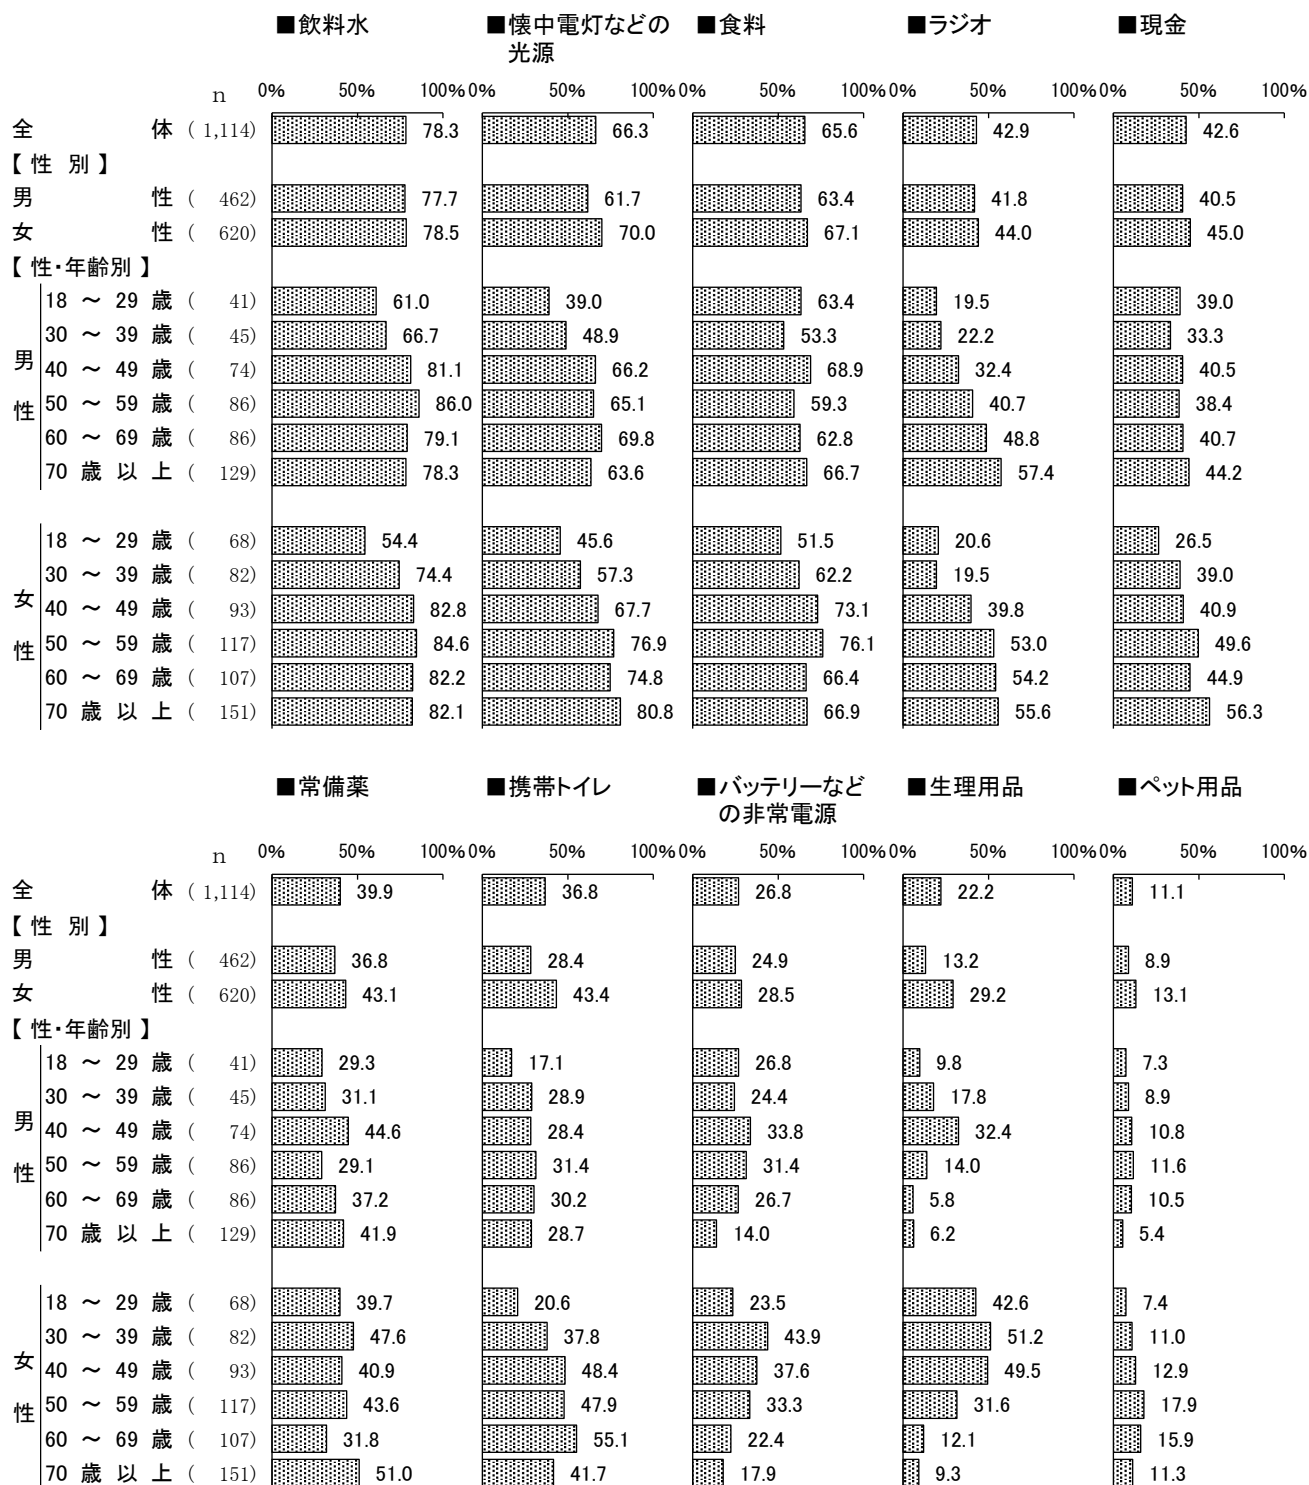 ■飲料水 ■懐中電灯などの ■食料 ■ラジオ ■現金
光源
n 0% 50% 100% 0% 50% 100% 0% 50% 100% 0% 50% 100% 0% 50% 100%
全 体 ( 1,114) 78.3 66.3 65.6 42.9 42.6
【 性 別 】
男 性 ( 462) 77.7 61.7 63.4 41.8 40.5
女 性 ( 620) 78.5 70.0 67.1 44.0 45.0
【 性・年齢別 】
男性
18 ~ 29 歳 ( 41) 61.0 39.0 63.4 19.5 39.0
30 ~ 39 歳 ( 45) 66.7 48.9 53.3 22.2 33.3
40 ~ 49 歳 ( 74) 81.1 66.2 68.9 32.4 40.5
50 ~ 59 歳 ( 86) 86.0 65.1 59.3 40.7 38.4
60 ~ 69 歳 ( 86) 79.1 69.8 62.8 48.8 40.7
70 歳 以 上 ( 129) 78.3 63.6 66.7 57.4 44.2
女性
18 ~ 29 歳 ( 68) 54.4 45.6 51.5 20.6 26.5
30 ~ 39 歳 ( 82) 74.4 57.3 62.2 19.5 39.0
40 ~ 49 歳 ( 93) 82.8 67.7 73.1 39.8 40.9
50 ~ 59 歳 ( 117) 84.6 76.9 76.1 53.0 49.6
60 ~ 69 歳 ( 107) 82.2 74.8 66.4 54.2 44.9
70 歳 以 上 ( 151) 82.1 80.8 66.9 55.6 56.3
■常備薬 ■携帯トイレ ■バッテリーなど ■生理用品 ■ペット用品
の非常電源
n 0% 50% 100% 0% 50% 100% 0% 50% 100% 0% 50% 100% 0% 50% 100%
全 体 ( 1,114) 39.9 36.8 26.8 22.2 11.1
【 性 別 】
男 性 ( 462) 36.8 28.4 24.9 13.2 8.9
女 性 ( 620) 43.1 43.4 28.5 29.2 13.1
【 性・年齢別 】
男性
18 ~ 29 歳 ( 41) 29.3 17.1 26.8 9.8 7.3
30 ~ 39 歳 ( 45) 31.1 28.9 24.4 17.8 8.9
40 ~ 49 歳 ( 74) 44.6 28.4 33.8 32.4 10.8
50 ~ 59 歳 ( 86) 29.1 31.4 31.4 14.0 11.6
60 ~ 69 歳 ( 86) 37.2 30.2 26.7 5.8 10.5
70 歳 以 上 ( 129) 41.9 28.7 14.0 6.2 5.4
女性
18 ~ 29 歳 ( 68) 39.7 20.6 23.5 42.6 7.4
30 ~ 39 歳 ( 82) 47.6 37.8 43.9 51.2 11.0
40 ~ 49 歳 ( 93) 40.9 48.4 37.6 49.5 12.9
50 ~ 59 歳 ( 117) 43.6 47.9 33.3 31.6 17.9
60 ~ 69 歳 ( 107) 31.8 55.1 22.4 12.1 15.9
70 歳 以 上 ( 151) 51.0 41.7 17.9 9.3 11.3